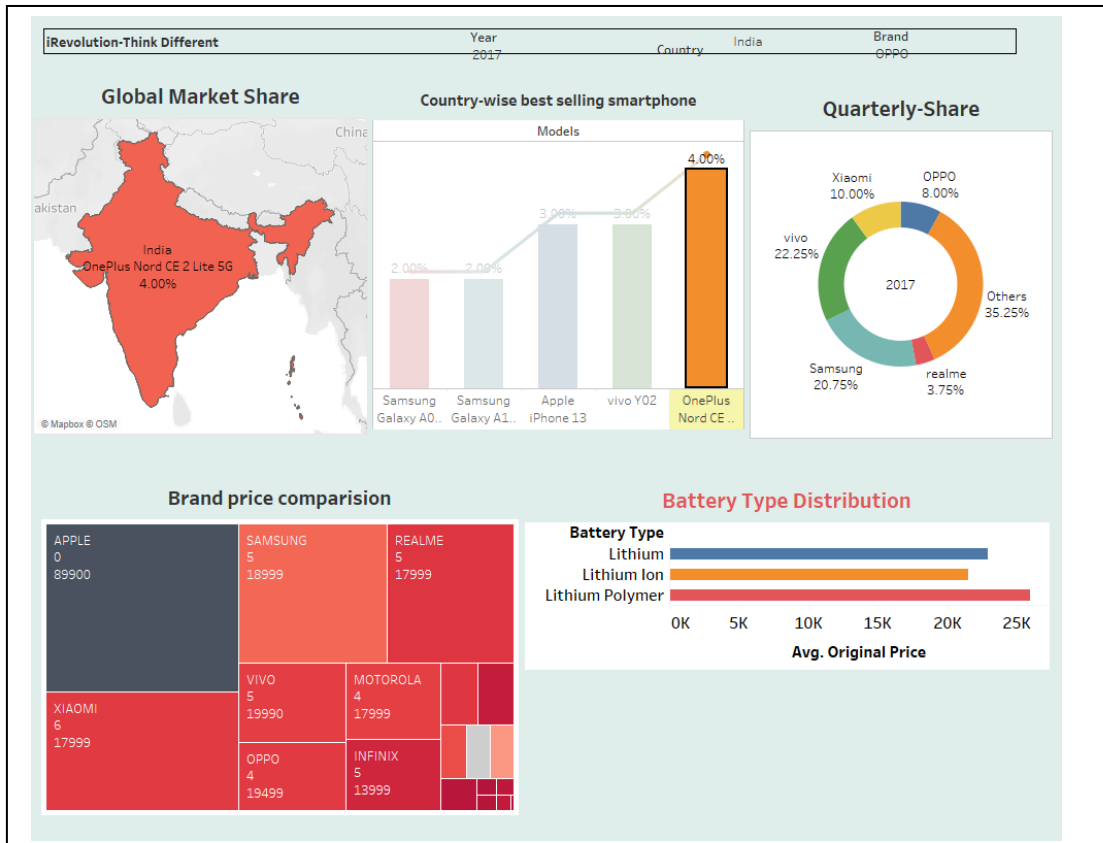 iRevolution-Think Different
Year
2017
Country
India
Brand
OPPO
Global Market Share
China
akistan
India
OnePlus Nord CE 2 Lite 5G
4.00%
© Mapbox © OSM
Country-wise best selling smartphone
Models
2.00%
2.00%
3.00%
3.00%
4.00%
Samsung
Galaxy A0..
Samsung
Galaxy A1..
Apple
iPhone 13
vivo Y02
OnePlus
Nord CE ..
Quarterly-Share
Xiaomi
10.00%
OPPO
8.00%
vivo
22.25%
2017
Others
35.25%
Samsung
20.75%
realme
3.75%
Brand price comparision
APPLE
0
89900
SAMSUNG
5
18999
REALME
5
17999
XIAOMI
6
17999
VIVO
5
19990
MOTOROLA
4
17999
OPPO
4
19499
INFINIX
5
13999
Battery Type Distribution
Battery Type
Lithium
Lithium Ion
Lithium Polymer
0K 5K 10K 15K 20K 25K
Avg. Original Price